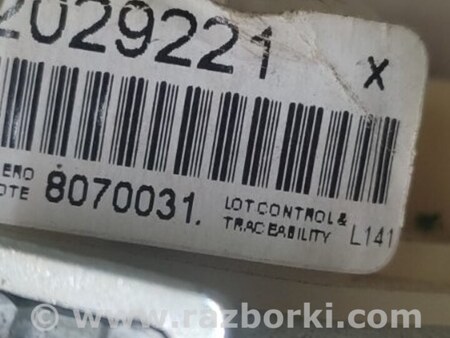 2029221 X
ERO
OTE 8070031.
LOT CONTROL &
TRACEABILITY L141
© www.razborki.com